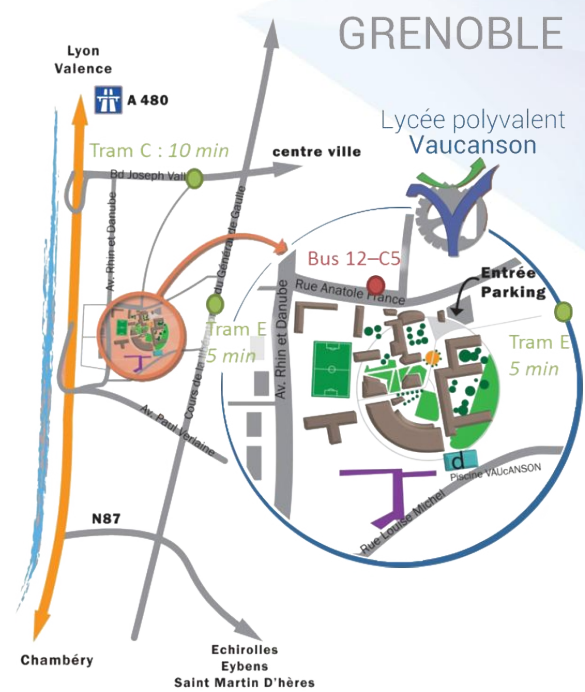 GRENOBLE
Lyon
Valence
A 480
Lycée polyvalent
Vaucanson
Tram C : 10 min
centre ville
Bd Joseph Vall
Av. Rhin et Danube
du Général de Gaulle
Cours de la
Bus 12–C5
Rue Anatole France
Entrée
Parking
Av. Rhin et Danube
Tram E
5 min
Tram E
5 min
Av. Paul Verlaine
d
Piscine VAUcANSON
Rue Louise Michel
N87
Chambéry
Echirolles
Eybens
Saint Martin D'hères